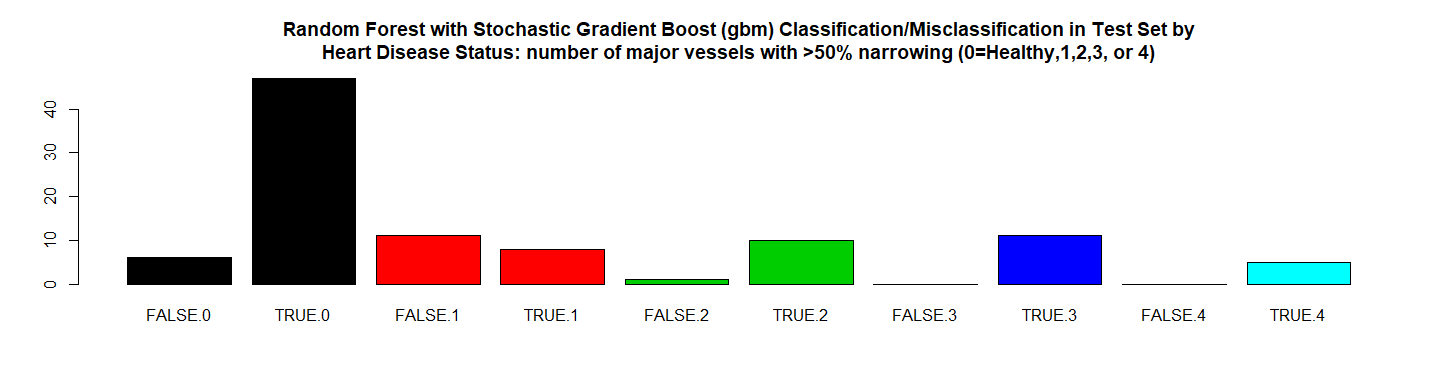 Random Forest with Stochastic Gradient Boost (gbm) Classification/Misclassification in Test Set by
Heart Disease Status: number of major vessels with >50% narrowing (0=Healthy,1,2,3, or 4)
40
30
20
10
0
FALSE.0 TRUE.0 FALSE.1 TRUE.1 FALSE.2 TRUE.2 FALSE.3 TRUE.3 FALSE.4 TRUE.4